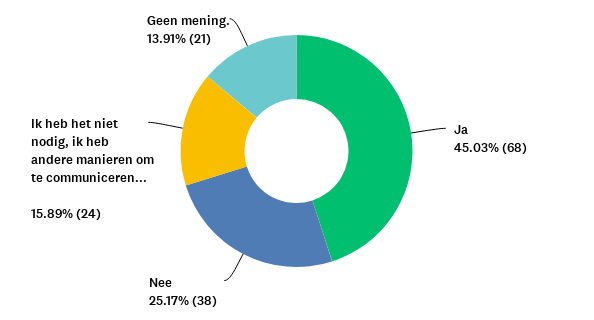 Geen mening.
13.91% (21)
Ik heb het niet
nodig, ik heb
andere manieren om
te communiceren...
15.89% (24)
Ja
45.03% (68)
Nee
25.17% (38)